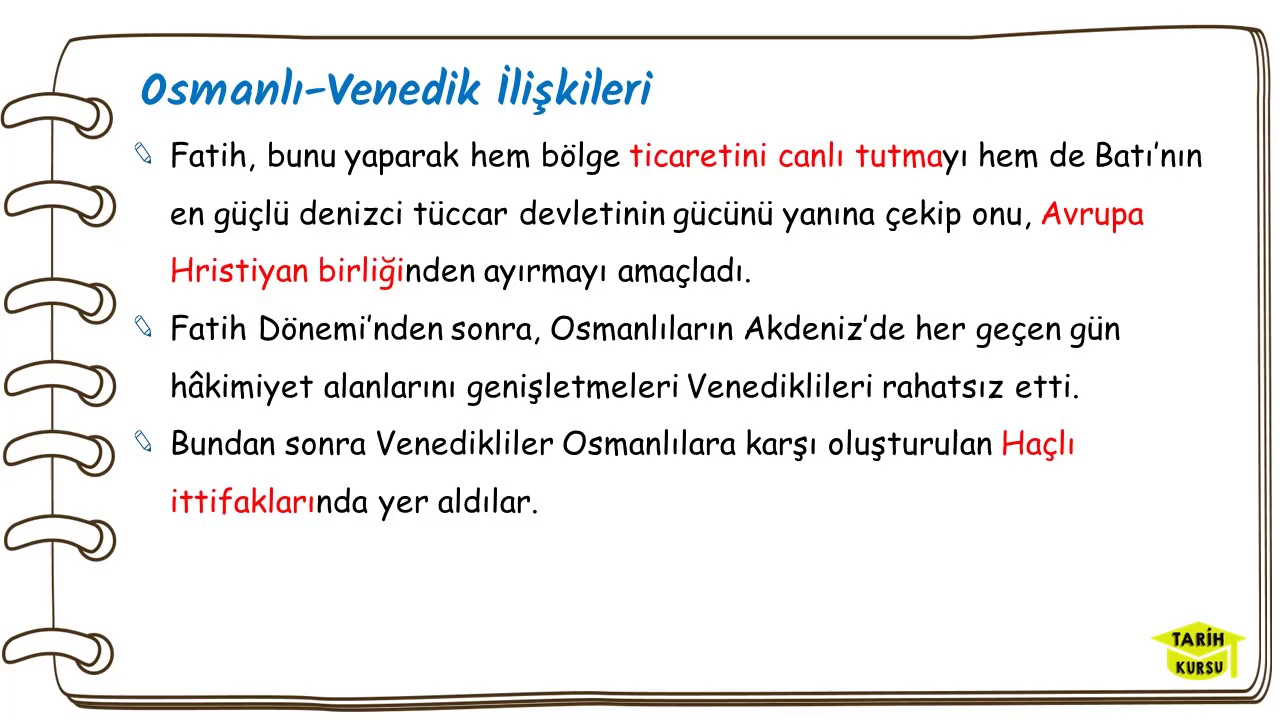 Osmanlı-Venedik İlişkileri
Fatih, bunu yaparak hem bölge ticaretini canlı tutmayı hem de Batı’nın
en güçlü denizci tüccar devletinin gücünü yanına çekip onu, Avrupa
Hristiyan birliğinden ayırmayı amaçladı.
Fatih Dönemi’nden sonra, Osmanlıların Akdeniz’de her geçen gün
hâkimiyet alanlarını genişletmeleri Venediklileri rahatsız etti.
Bundan sonra Venedikliler Osmanlılara karşı oluşturulan Haçlı
ittifaklarında yer aldılar.
TARİH
KURSU